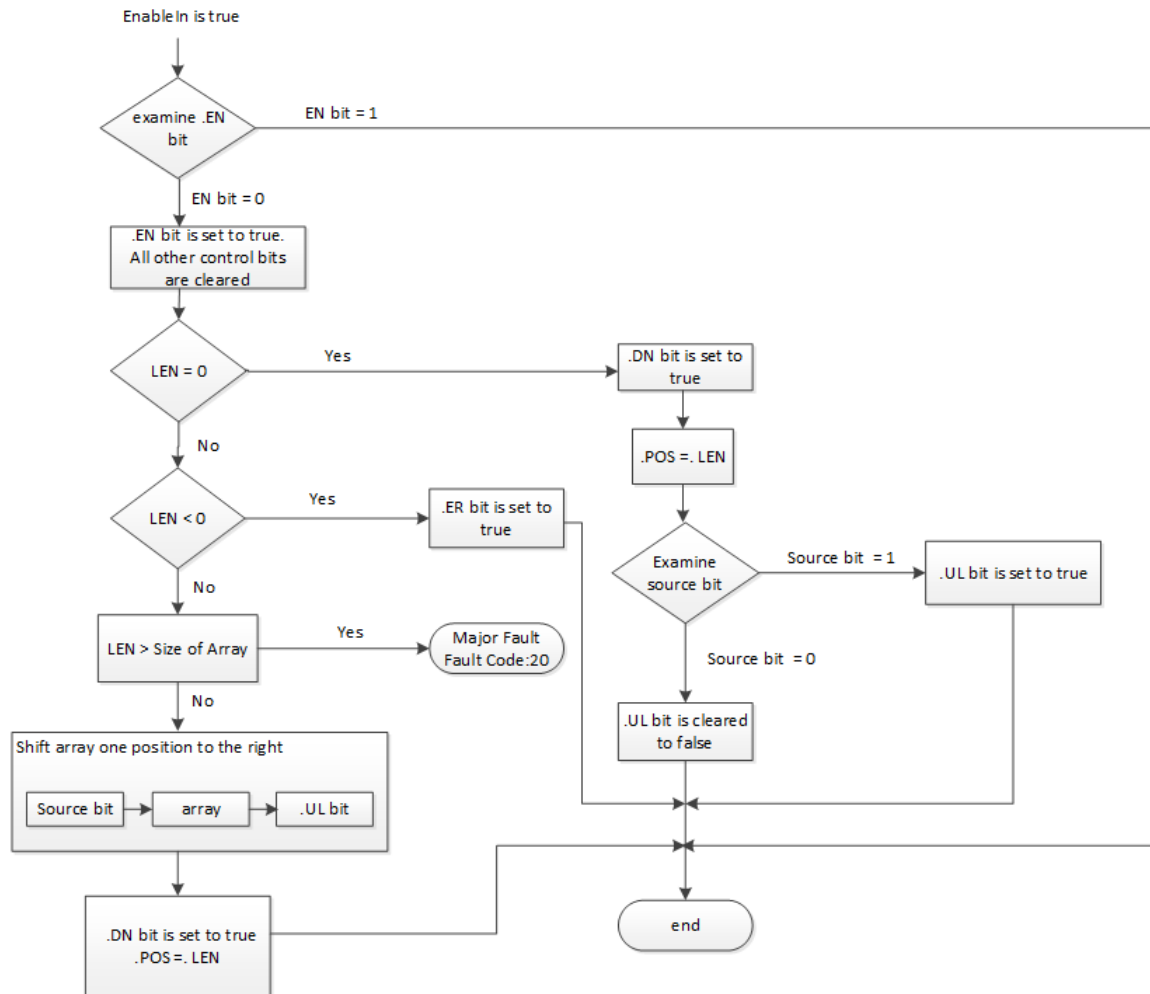 EnableIn is true
examine .EN
bit
EN bit = 1
EN bit = 0
.EN bit is set to true.
All other control bits
are cleared
LEN = 0
Yes
.DN bit is set to
true
No
.POS =. LEN
LEN < 0
Yes
.ER bit is set to
true
Examine
source bit
Source bit = 1
.UL bit is set to true
No
LEN > Size of Array
Yes
Major Fault
Fault Code:20
Source bit = 0
No
.UL bit is cleared
to false
Shift array one position to the right
Source bit
array
.UL bit
.DN bit is set to true
.POS =. LEN
end